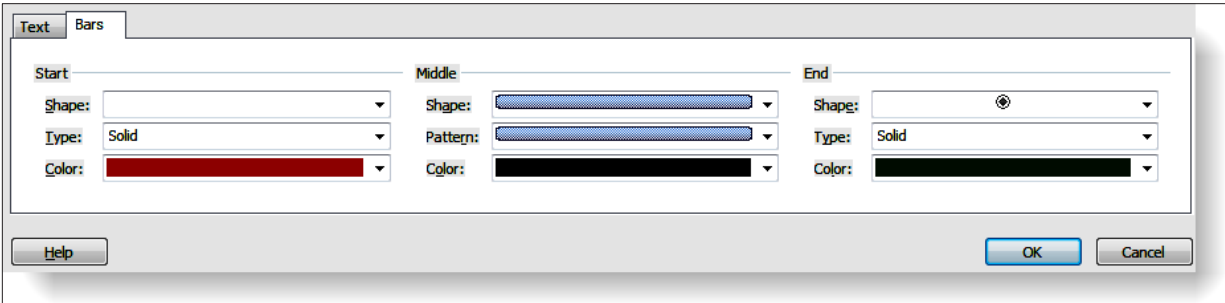 Text Bars
Start Middle End
Shape: Shape: Shape:
Type: Solid Pattern: Type: Solid
Color: Color: Color:
Help OK Cancel